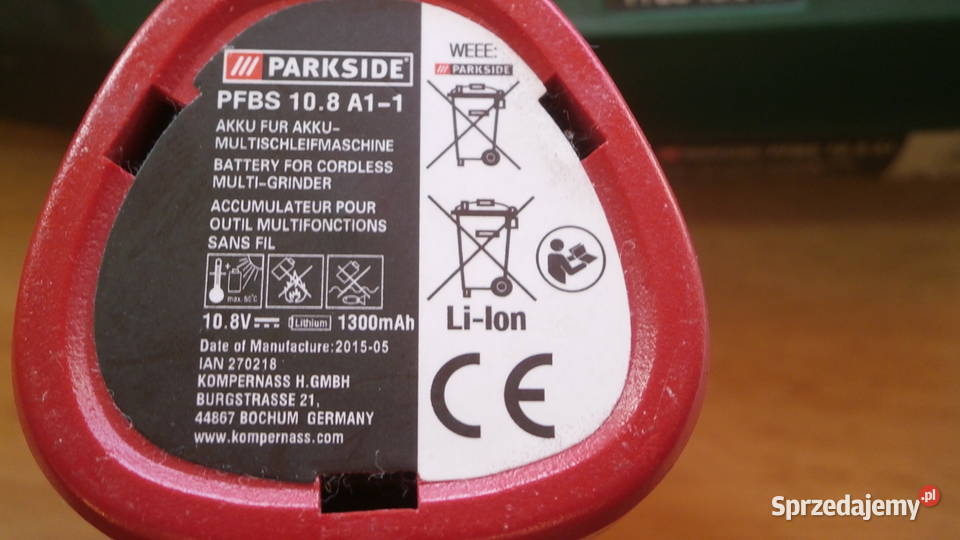 PARKSIDE
PFBS 10.8 A1-1
AKKU FUR AKKU-
MULTISCHLEIFMASCHINE
BATTERY FOR CORDLESS
MULTI-GRINDER
ACCUMULATEUR POUR
OUTIL MULTIFONCTIONS
SANS FIL
max. 50°C
10.8V Lithium 1300mAh
Date of Manufacture: 2015-05
IAN 270218
KOMPERNASS H.GMBH
BURGSTRASSE 21,
44867 BOCHUM GERMANY
www.kompernass.com
WEEE:
PARKSIDE
Li-Ion
CE
Sprzedajemy.pl